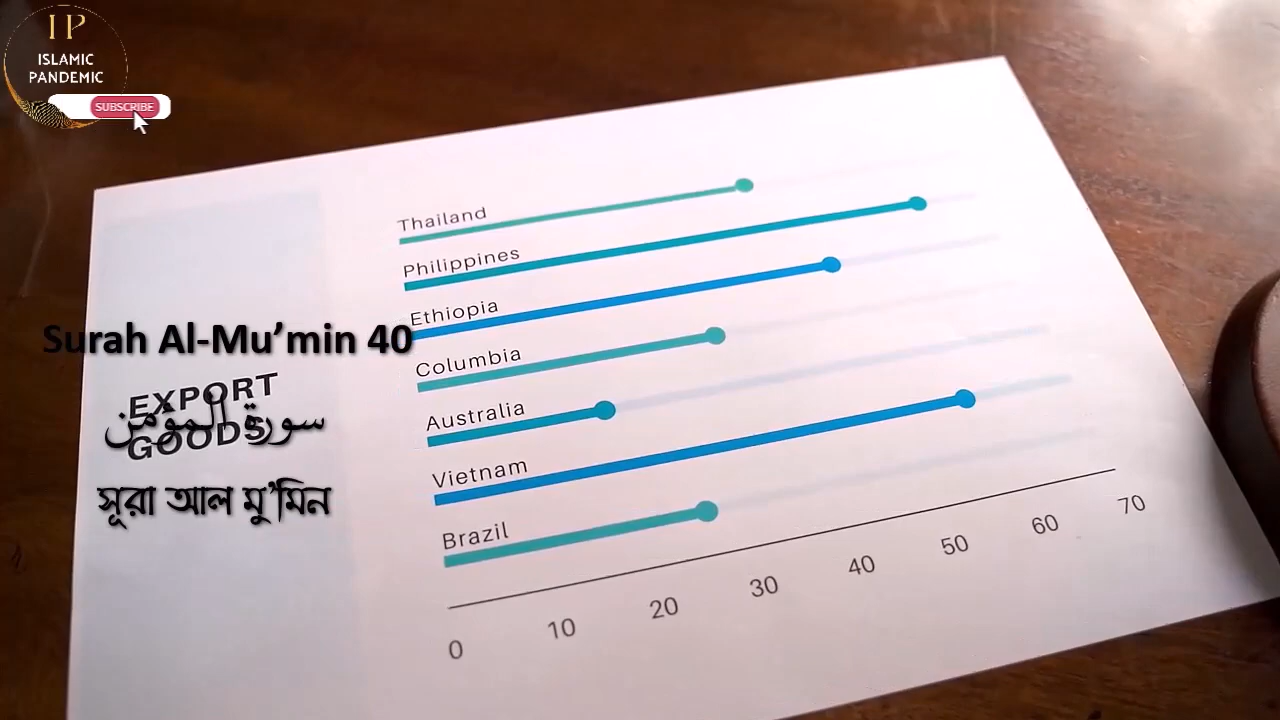 IP
ISLAMIC
PANDEMIC
SUBSCRIBE
Surah Al-Mu’min 40
EXPORT
GOODS
سورة المؤمن
সূরা আল মু’মিন
Thailand
Philippines
Ethiopia
Columbia
Australia
Vietnam
Brazil
0 10 20 30 40 50 60 70